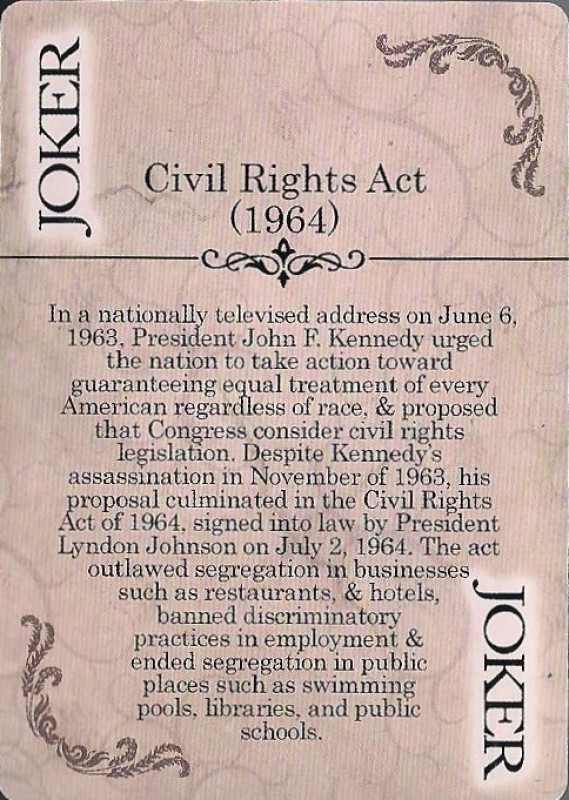 JOKER
Civil Rights Act
(1964)
In a nationally televised address on June 6,
1963, President John F. Kennedy urged
the nation to take action toward
guaranteeing equal treatment of every
American regardless of race, & proposed
that Congress consider civil rights
legislation. Despite Kennedy's
assassination in November of 1963, his
proposal culminated in the Civil Rights
Act of 1964, signed into law by President
Lyndon Johnson on July 2, 1964. The act
outlawed segregation in businesses
such as restaurants, & hotels,
banned discriminatory
practices in employment &
ended segregation in public
places such as swimming
pools, libraries, and public
schools.
JOKER